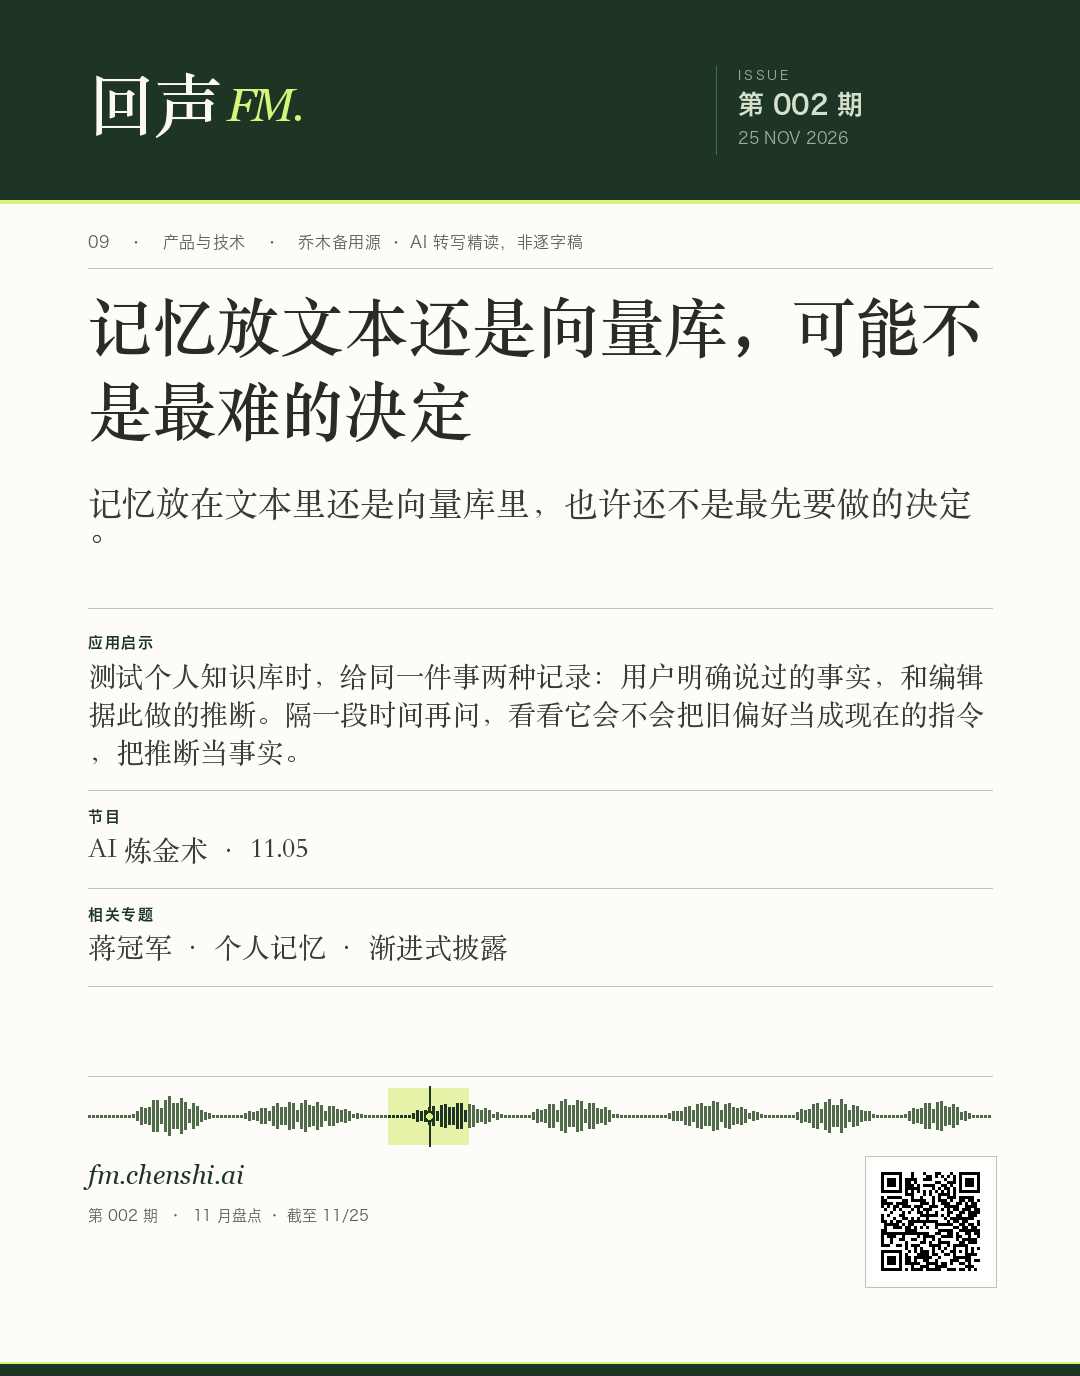 回声 FM.
ISSUE
第 002 期
25 NOV 2026
09 · 产品与技术 · 乔木备用源 · AI 转写精读，非逐字稿
记忆放文本还是向量库，可能不
是最难的决定
记忆放在文本里还是向量库里，也许还不是最先要做的决定
。
应用启示
测试个人知识库时，给同一件事两种记录：用户明确说过的事实，和编辑
据此做的推断。隔一段时间再问，看看它会不会把旧偏好当成现在的指令
，把推断当事实。
节目
AI 炼金术 · 11.05
相关专题
蒋冠军 · 个人记忆 · 渐进式披露
fm.chenshi.ai
第 002 期 · 11 月盘点 · 截至 11/25